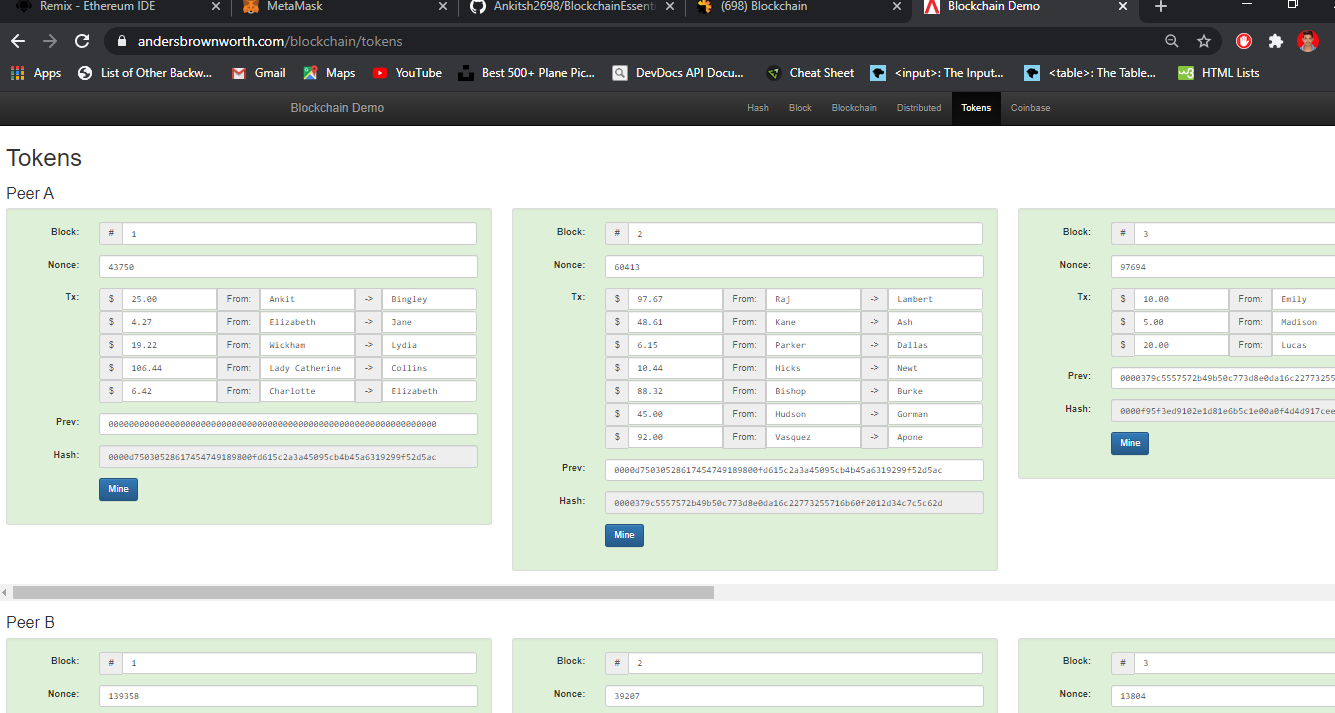 Remix - Ethereum IDE
MetaMask
Ankitsh2698/BlockchainEssenti
(698) Blockchain
Blockchain Demo
andersbrownworth.com/blockchain/tokens
Apps
List of Other Backw...
Gmail
Maps
YouTube
Best 500+ Plane Pic...
DevDocs API Docu...
Cheat Sheet
<input>: The Input...
<table>: The Table...
HTML Lists
Blockchain Demo
Hash
Block
Blockchain
Distributed
Tokens
Coinbase
Tokens
Peer A
Block: # 1
Nonce: 43750
Tx: $ 25.00 From: Ankit -> Bingley
$ 4.27 From: Elizabeth -> Jane
$ 19.22 From: Wickham -> Lydia
$ 106.44 From: Lady Catherine -> Collins
$ 6.42 From: Charlotte -> Elizabeth
Prev: 0000000000000000000000000000000000000000000000000000000000000000
Hash: 0000d75030528617454749189800fd615c2a3a45095cb4b45a6319299f52d5ac
Mine
Block: # 2
Nonce: 60413
Tx: $ 97.67 From: Raj -> Lambert
$ 48.61 From: Kane -> Ash
$ 6.15 From: Parker -> Dallas
$ 10.44 From: Hicks -> Newt
$ 88.32 From: Bishop -> Burke
$ 45.00 From: Hudson -> Gorman
$ 92.00 From: Vasquez -> Apone
Prev: 0000d75030528617454749189800fd615c2a3a45095cb4b45a6319299f52d5ac
Hash: 0000379c5557572b49b50c773d8e0da16c22773255716b60f2012d34c7c5c62d
Mine
Block: # 3
Nonce: 97694
Tx: $ 10.00 From: Emily
$ 5.00 From: Madison
$ 20.00 From: Lucas
Prev: 0000379c5557572b49b50c773d8e0da16c22773255
Hash: 0000f95f3ed9102e1d81e6b5c1e00a0f4d4d917cee
Mine
Peer B
Block: # 1
Nonce: 139358
Block: # 2
Nonce: 39207
Block: # 3
Nonce: 13804